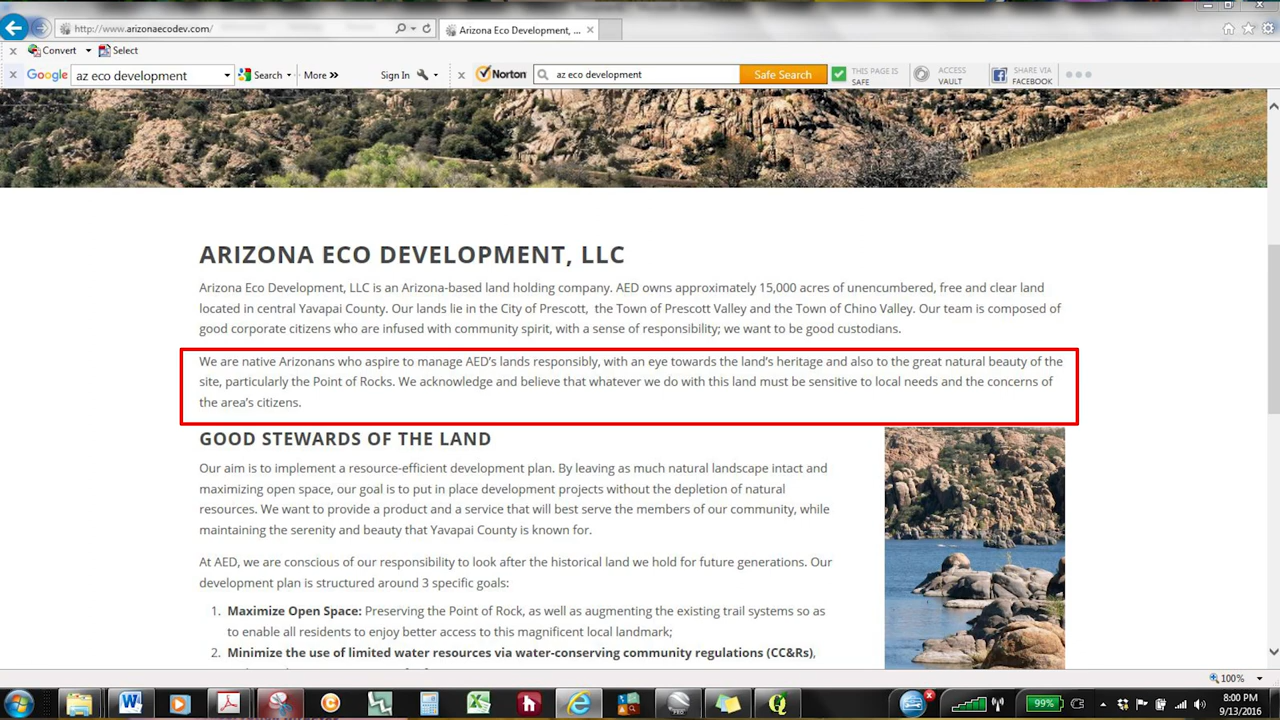 http://www.arizonaecodev.com/
Arizona Eco Development, ...
x Convert Select
x Google az eco development Search More » Sign In x Norton az eco development Safe Search THIS PAGE IS SAFE ACCESS VAULT SHARE VIA FACEBOOK
ARIZONA ECO DEVELOPMENT, LLC
Arizona Eco Development, LLC is an Arizona-based land holding company. AED owns approximately 15,000 acres of unencumbered, free and clear land
located in central Yavapai County. Our lands lie in the City of Prescott, the Town of Prescott Valley and the Town of Chino Valley. Our team is composed of
good corporate citizens who are infused with community spirit, with a sense of responsibility; we want to be good custodians.
We are native Arizonans who aspire to manage AED's lands responsibly, with an eye towards the land's heritage and also to the great natural beauty of the
site, particularly the Point of Rocks. We acknowledge and believe that whatever we do with this land must be sensitive to local needs and the concerns of
the area's citizens.
GOOD STEWARDS OF THE LAND
Our aim is to implement a resource-efficient development plan. By leaving as much natural landscape intact and
maximizing open space, our goal is to put in place development projects without the depletion of natural
resources. We want to provide a product and a service that will best serve the members of our community, while
maintaining the serenity and beauty that Yavapai County is known for.
At AED, we are conscious of our responsibility to look after the historical land we hold for future generations. Our
development plan is structured around 3 specific goals:
1. Maximize Open Space: Preserving the Point of Rock, as well as augmenting the existing trail systems so as
to enable all residents to enjoy better access to this magnificent local landmark;
2. Minimize the use of limited water resources via water-conserving community regulations (CC&Rs),
100%
99%
8:00 PM
9/13/2016